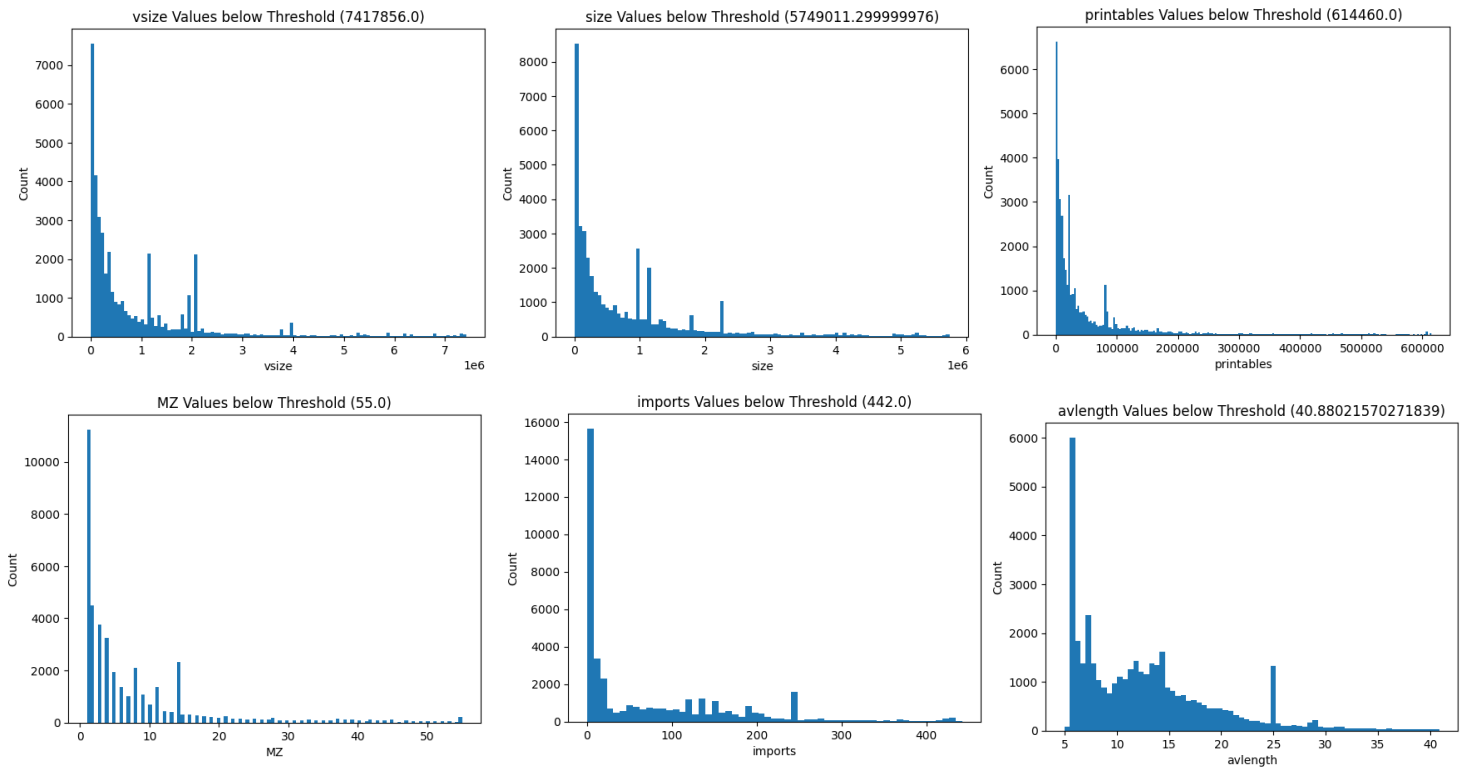 vsize Values below Threshold (7417856.0)
7000
6000
5000
4000
3000
2000
1000
0
Count
0 1 2 3 4 5 6 7
1e6
vsize
size Values below Threshold (5749011.299999976)
8000
7000
6000
5000
4000
3000
2000
1000
0
Count
0 1 2 3 4 5 6
1e6
size
printables Values below Threshold (614460.0)
6000
5000
4000
3000
2000
1000
0
Count
0 100000 200000 300000 400000 500000 600000
printables
MZ Values below Threshold (55.0)
10000
8000
6000
4000
2000
0
Count
0 10 20 30 40 50
MZ
imports Values below Threshold (442.0)
16000
14000
12000
10000
8000
6000
4000
2000
0
Count
0 100 200 300 400
imports
avlength Values below Threshold (40.88021570271839)
6000
5000
4000
3000
2000
1000
0
Count
5 10 15 20 25 30 35 40
avlength